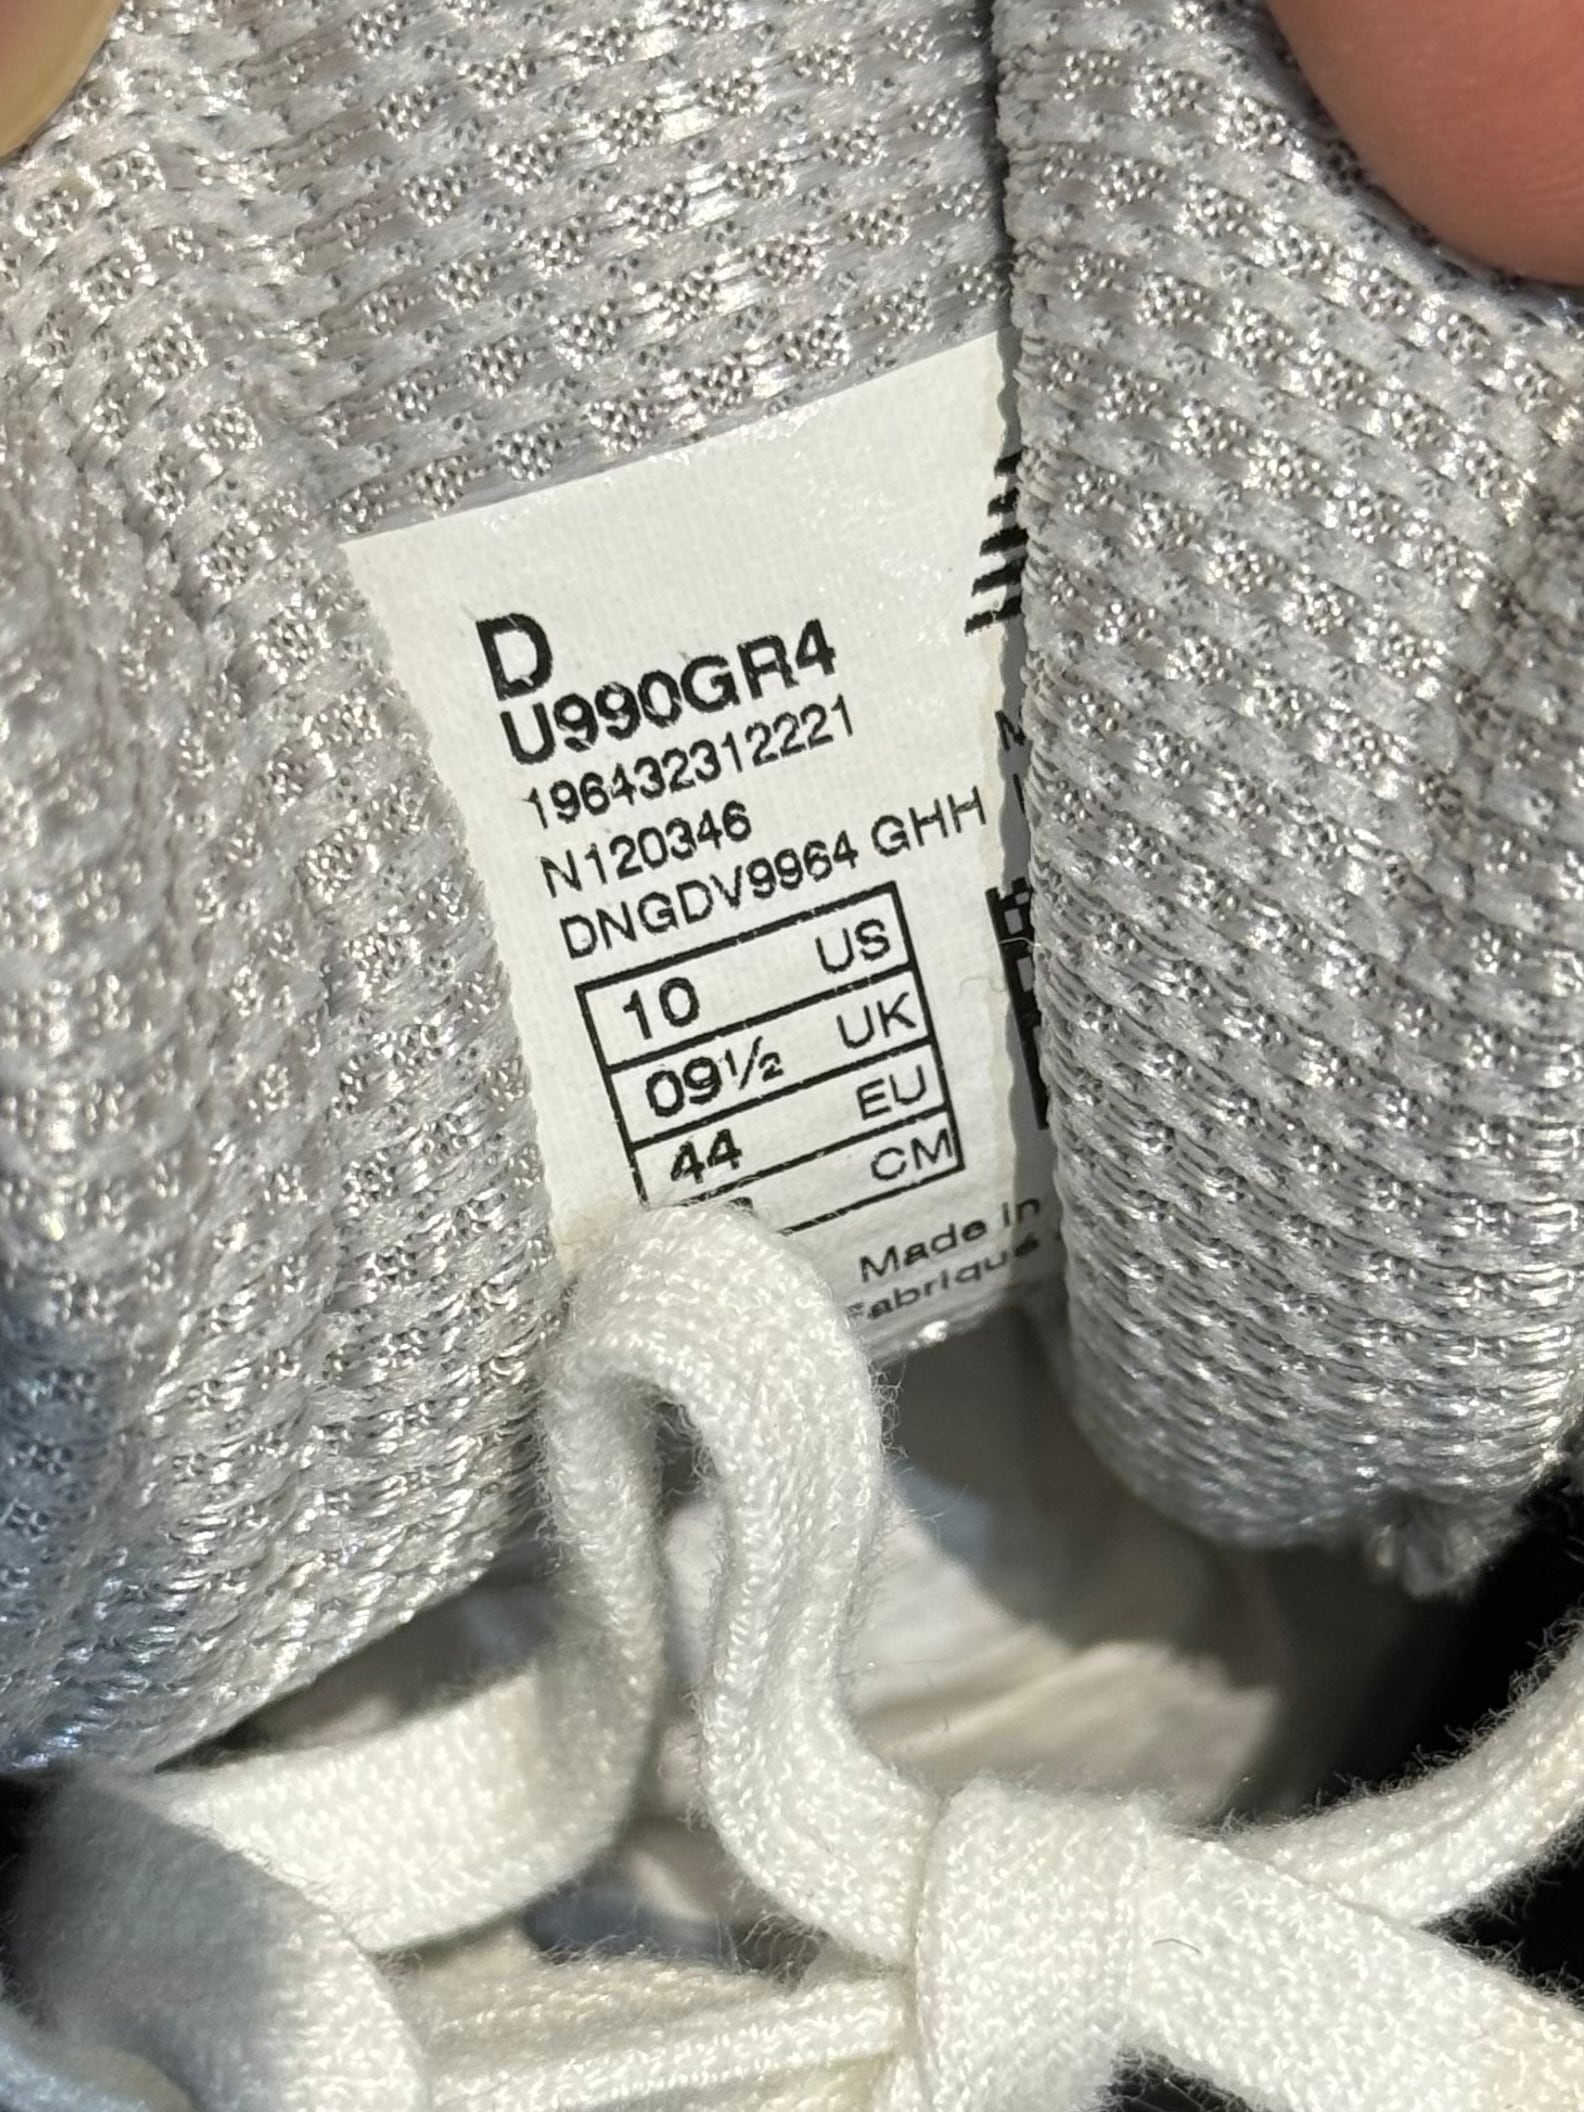 D
U990GR4
196432312221
N120346
DNGDV9964 GHH
10 US
09½ UK
44 EU
CM
Made in
Fabriqué